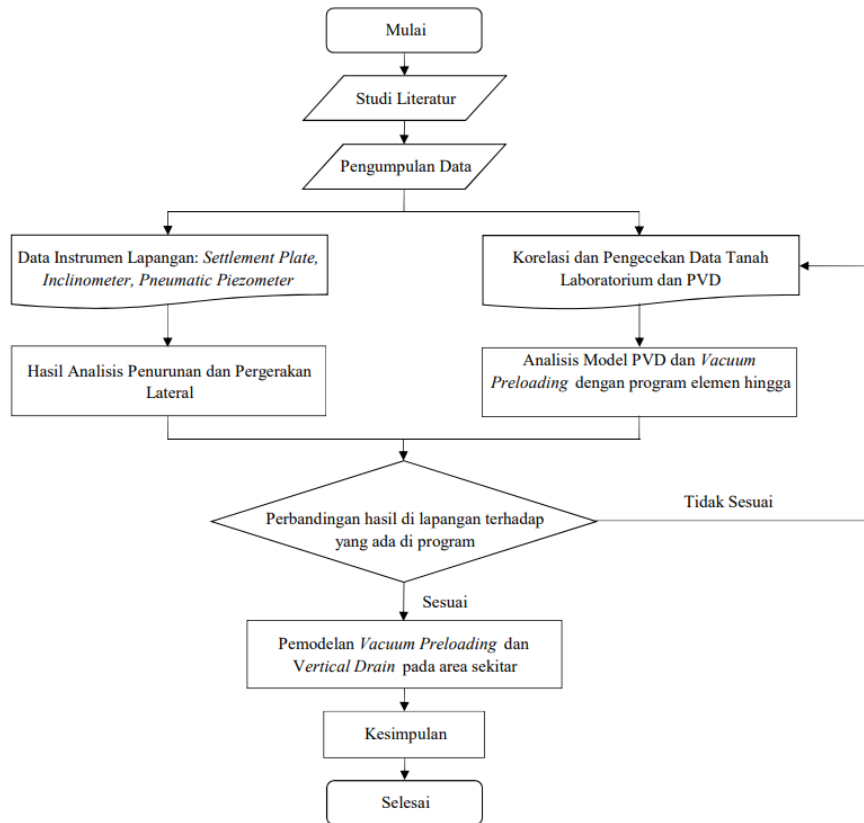 Mulai
Studi Literatur
Pengumpulan Data
Data Instrumen Lapangan: Settlement Plate,
Inclinometer, Pneumatic Piezometer
Korelasi dan Pengecekan Data Tanah
Laboratorium dan PVD
Hasil Analisis Penurunan dan Pergerakan
Lateral
Analisis Model PVD dan Vacuum
Preloading dengan program elemen hingga
Perbandingan hasil di lapangan terhadap
yang ada di program
Tidak Sesuai
Sesuai
Pemodelan Vacuum Preloading dan
Vertical Drain pada area sekitar
Kesimpulan
Selesai